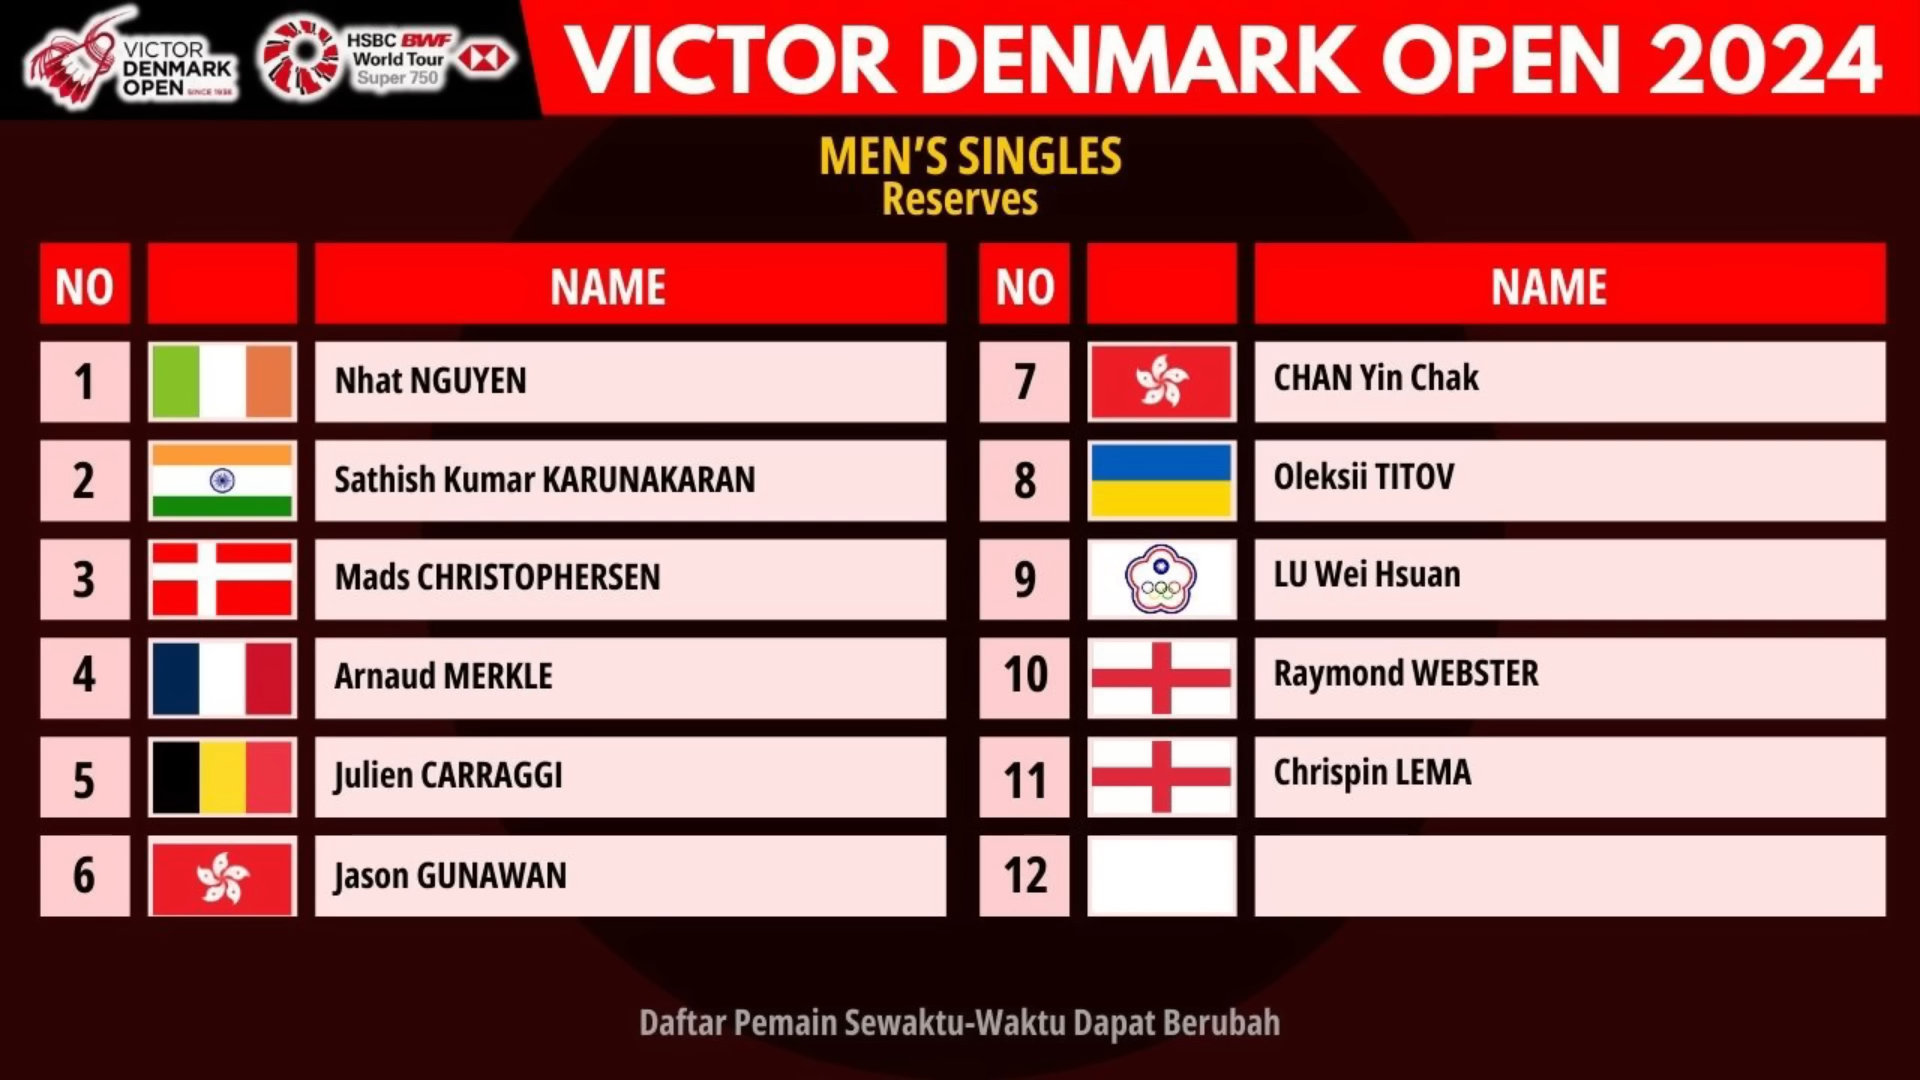 VICTOR
DENMARK
OPEN SINCE 1936
HSBC BWF
World Tour
Super 750
VICTOR DENMARK OPEN 2024
MEN'S SINGLES
Reserves
NO NAME
1 Nhat NGUYEN
2 Sathish Kumar KARUNAKARAN
3 Mads CHRISTOPHERSEN
4 Arnaud MERKLE
5 Julien CARRAGGI
6 Jason GUNAWAN
NO NAME
7 CHAN Yin Chak
8 Oleksii TITOV
9 LU Wei Hsuan
10 Raymond WEBSTER
11 Chrispin LEMA
12
Daftar Pemain Sewaktu-Waktu Dapat Berubah